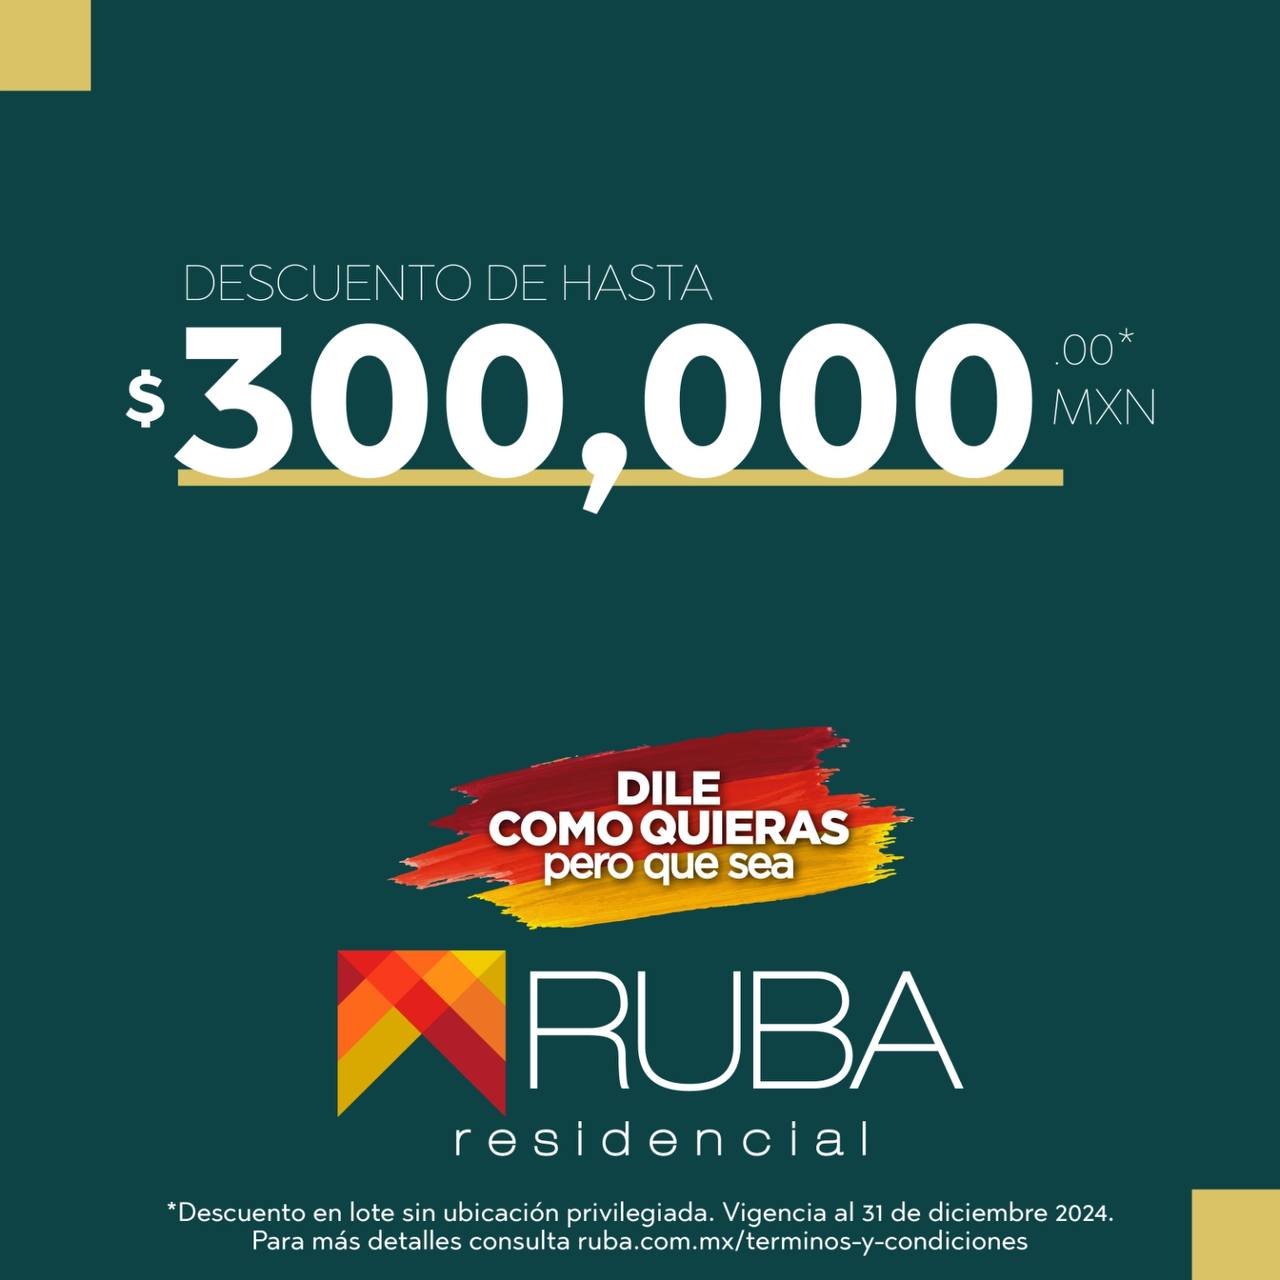 DESCUENTO DE HASTA
$300,000.00*
MXN
DILE
COMO QUIERAS
pero que sea
RUBA
residencial
*Descuento en lote sin ubicación privilegiada. Vigencia al 31 de diciembre 2024.
Para más detalles consulta ruba.com.mx/terminos-y-condiciones